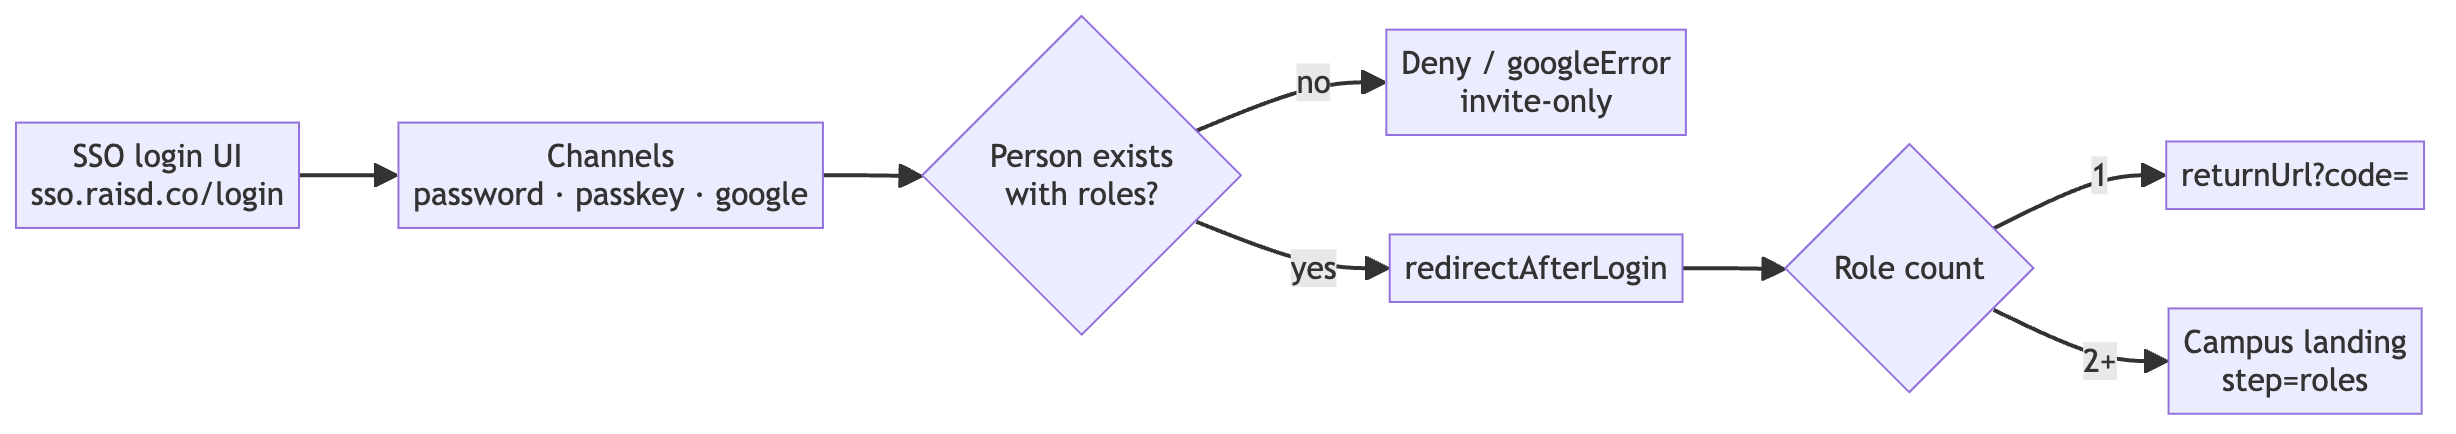 SSO login UI
sso.raisd.co/login
Channels
password · passkey · google
Person exists
with roles?
no
Deny / googleError
invite-only
yes
redirectAfterLogin
Role count
1
returnUrl?code=
2+
Campus landing
step=roles